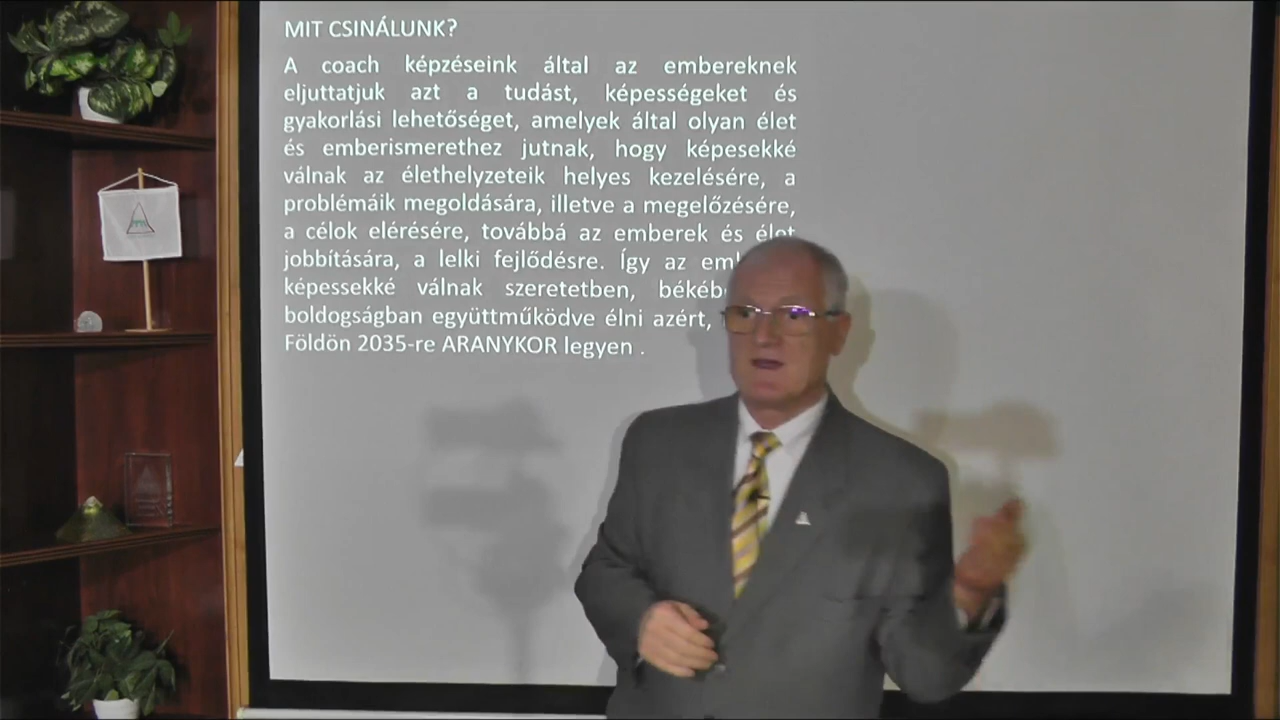 MIT CSINÁLUNK?
A coach képzéseink által az embereknek
eljuttatjuk azt a tudást, képességeket és
gyakorlási lehetőséget, amelyek által olyan élet
és emberismerethez jutnak, hogy képesekké
válnak az élethelyzeteik helyes kezelésére, a
problémáik megoldására, illetve a megelőzésére,
a célok elérésére, továbbá az emberek és élet
jobbítására, a lelki fejlődésre. Így az
képessekké válnak szeretetben,
boldogságban együttműködve élni azért,
Földön 2035-re ARANYKOR legyen .